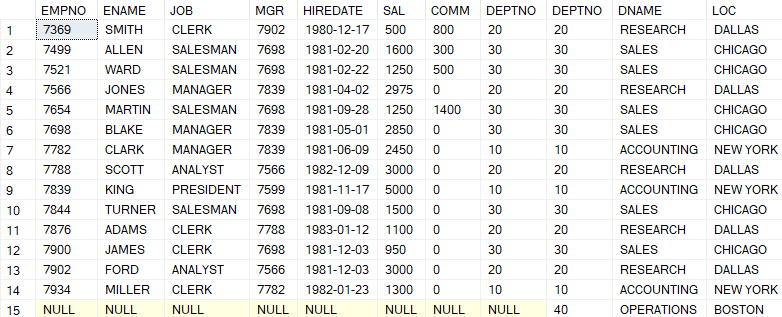 EMPNO ENAME JOB MGR HIREDATE SAL COMM DEPTNO DEPTNO DNAME LOC
1 7369 SMITH CLERK 7902 1980-12-17 500 800 20 20 RESEARCH DALLAS
2 7499 ALLEN SALESMAN 7698 1981-02-20 1600 300 30 30 SALES CHICAGO
3 7521 WARD SALESMAN 7698 1981-02-22 1250 500 30 30 SALES CHICAGO
4 7566 JONES MANAGER 7839 1981-04-02 2975 0 20 20 RESEARCH DALLAS
5 7654 MARTIN SALESMAN 7698 1981-09-28 1250 1400 30 30 SALES CHICAGO
6 7698 BLAKE MANAGER 7839 1981-05-01 2850 0 30 30 SALES CHICAGO
7 7782 CLARK MANAGER 7839 1981-06-09 2450 0 10 10 ACCOUNTING NEW YORK
8 7788 SCOTT ANALYST 7566 1982-12-09 3000 0 20 20 RESEARCH DALLAS
9 7839 KING PRESIDENT 7599 1981-11-17 5000 0 10 10 ACCOUNTING NEW YORK
10 7844 TURNER SALESMAN 7698 1981-09-08 1500 0 30 30 SALES CHICAGO
11 7876 ADAMS CLERK 7788 1983-01-12 1100 0 20 20 RESEARCH DALLAS
12 7900 JAMES CLERK 7698 1981-12-03 950 0 30 30 SALES CHICAGO
13 7902 FORD ANALYST 7566 1981-12-03 3000 0 20 20 RESEARCH DALLAS
14 7934 MILLER CLERK 7782 1982-01-23 1300 0 10 10 ACCOUNTING NEW YORK
15 NULL NULL NULL NULL NULL NULL NULL NULL 40 OPERATIONS BOSTON